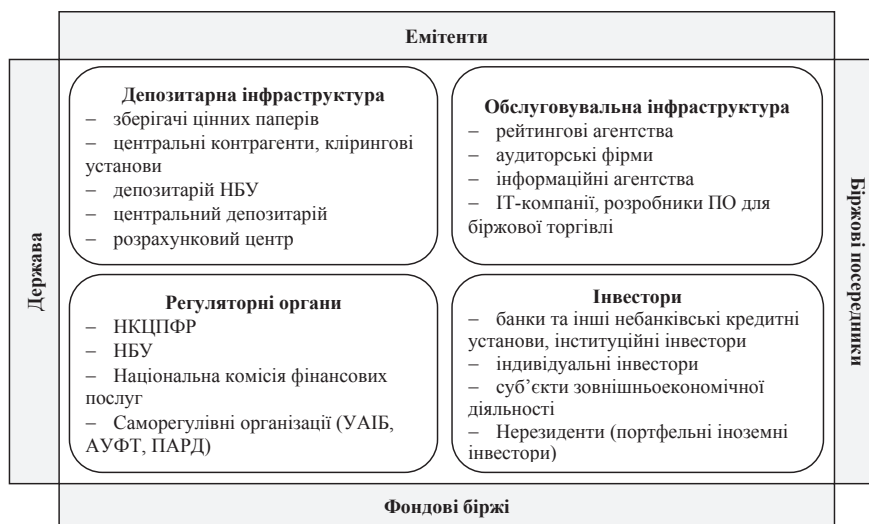 Емітенти
Держава
Депозитарна інфраструктура
– зберігачі цінних паперів
– центральні контрагенти, клірингові
установи
– депозитарій НБУ
– центральний депозитарій
– розрахунковий центр
Обслуговувальна інфраструктура
– рейтингові агентства
– аудиторські фірми
– інформаційні агентства
– ІТ-компанії, розробники ПО для
біржової торгівлі
Регуляторні органи
– НКЦПФР
– НБУ
– Національна комісія фінансових
послуг
– Саморегулівні організації (УАІБ,
АУФТ, ПАРД)
Інвестори
– банки та інші небанківські кредитні
установи, інституційні інвестори
– індивідуальні інвестори
– суб’єкти зовнішньоекономічної
діяльності
– Нерезиденти (портфельні іноземні
інвестори)
Біржові посередники
Фондові біржі